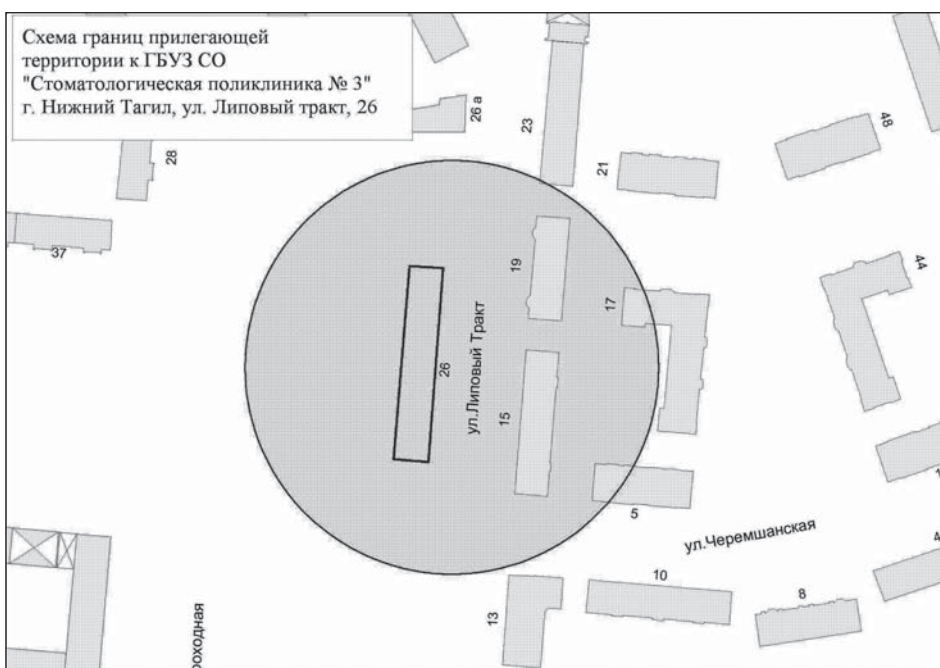 Схема границ прилегающей
территории к ГБУЗ СО
"Стоматологическая поликлиника № 3"
г. Нижний Тагил, ул. Липовый тракт, 26
26 а
23
48
28
21
37
19
44
17
26
ул.Липовый Тракт
15
5
ул.Черемшанская
10
8
13